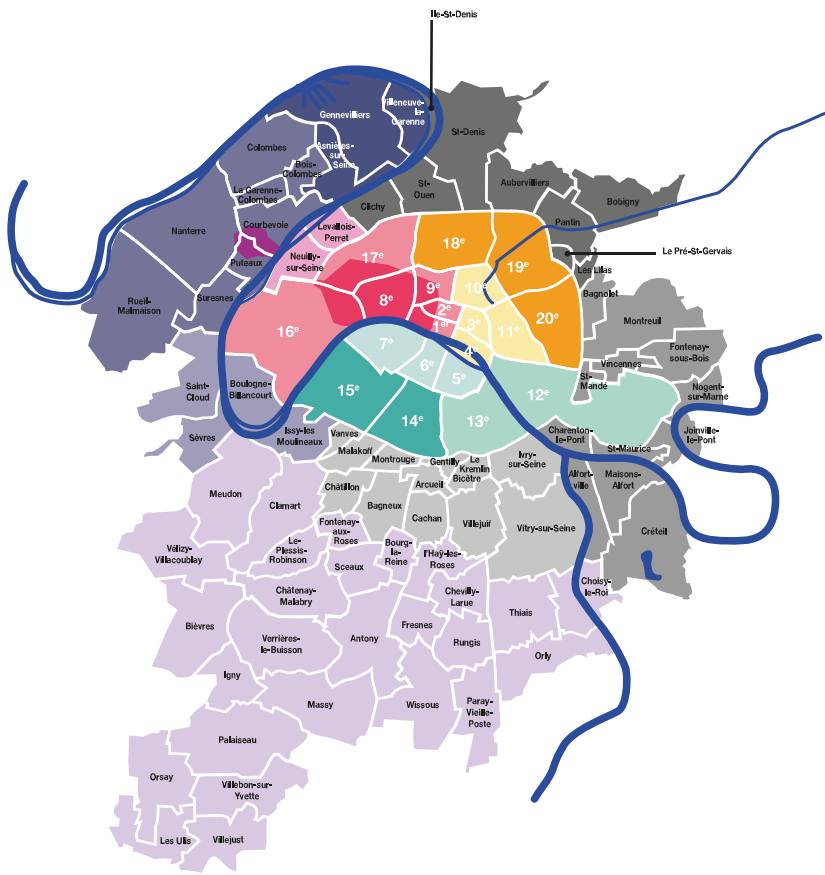 Ile-St-Denis
Villeneuve-
la-
Garenne
Gennevilliers
St-Denis
Colombes
Asnières-
sur-
Seine
Bois-
Colombes
La Garenne-
Colombes
Clichy
St-
Ouen
Aubervilliers
Bobigny
Pantin
Courbevoie
Levallois-
Perret
Nanterre
Neuilly-
sur-Seine
Puteaux
17e
18e
19e
Le Pré-St-Gervais
Les Lilas
Bagnolet
Rueil-
Malmaison
Suresnes
8e
9e
10e
2e
1er
3e
11e
20e
Montreuil
16e
7e
4e
6e
5e
Fontenay-
sous-Bois
Vincennes
St-
Mandé
Nogent-
sur-Marne
Saint-
Cloud
Boulogne-
Billancourt
15e
14e
13e
12e
Sèvres
Issy-les
Moulineaux
Vanves
Malakoff
Montrouge
Gentilly
Le
Kremlin
Bicêtre
Ivry-
sur-Seine
Charenton-
le-Pont
St-Maurice
Joinville-
le-Pont
Alfort-
ville
Maisons-
Alfort
Meudon
Clamart
Châtillon
Bagneux
Arcueil
Cachan
Villejuif
Vitry-sur-Seine
Créteil
Fontenay-
aux-
Roses
Vélizy-
Villacoublay
Le-
Plessis-
Robinson
Sceaux
Bourg-
la-
Reine
l'Haÿ-les-
Roses
Châtenay-
Malabry
Chevilly-
Larue
Choisy-
le-Roi
Thiais
Bièvres
Verrières-
le-Buisson
Antony
Fresnes
Rungis
Orly
Igny
Massy
Wissous
Paray-
Vieille-
Poste
Palaiseau
Orsay
Villebon-sur-
Yvette
Les Ulis
Villejust